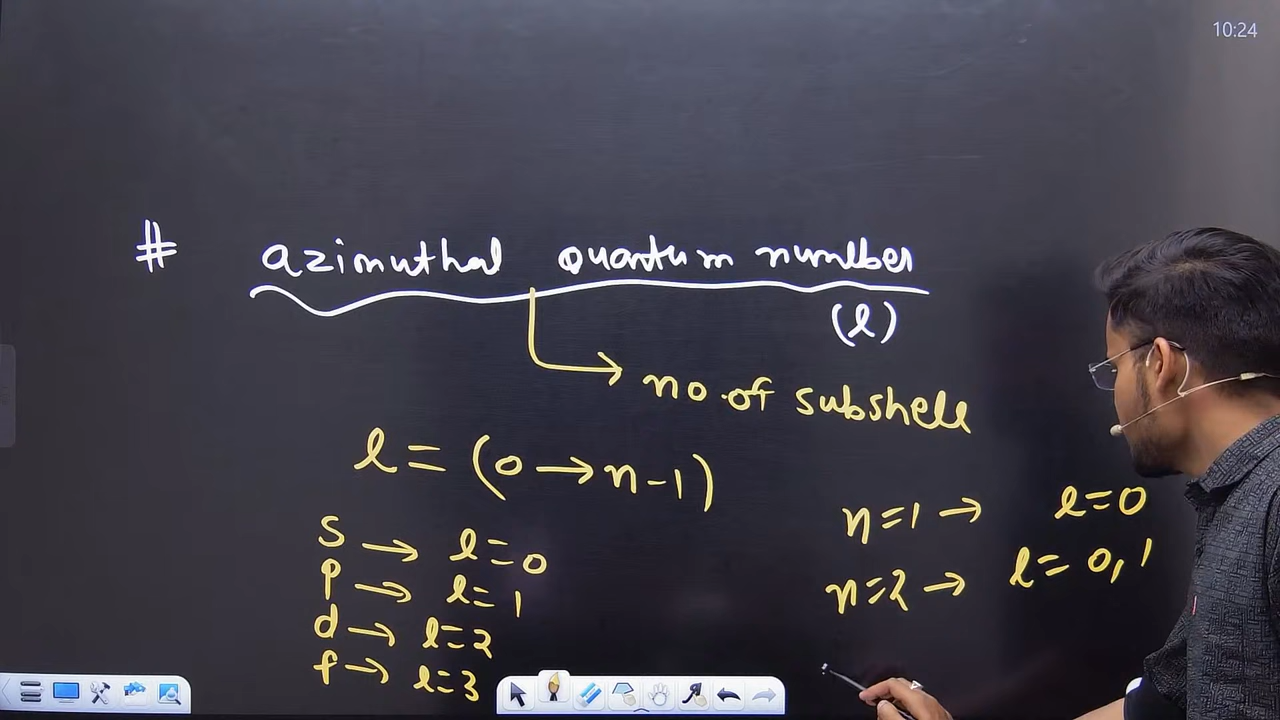 10:24
# azimuthal quantum number
(l)
→ no. of subshell
l = (0 → n-1)
s → l=0
p → l=1
d → l=2
f → l=3
n=1 → l=0
n=2 → l=0,1